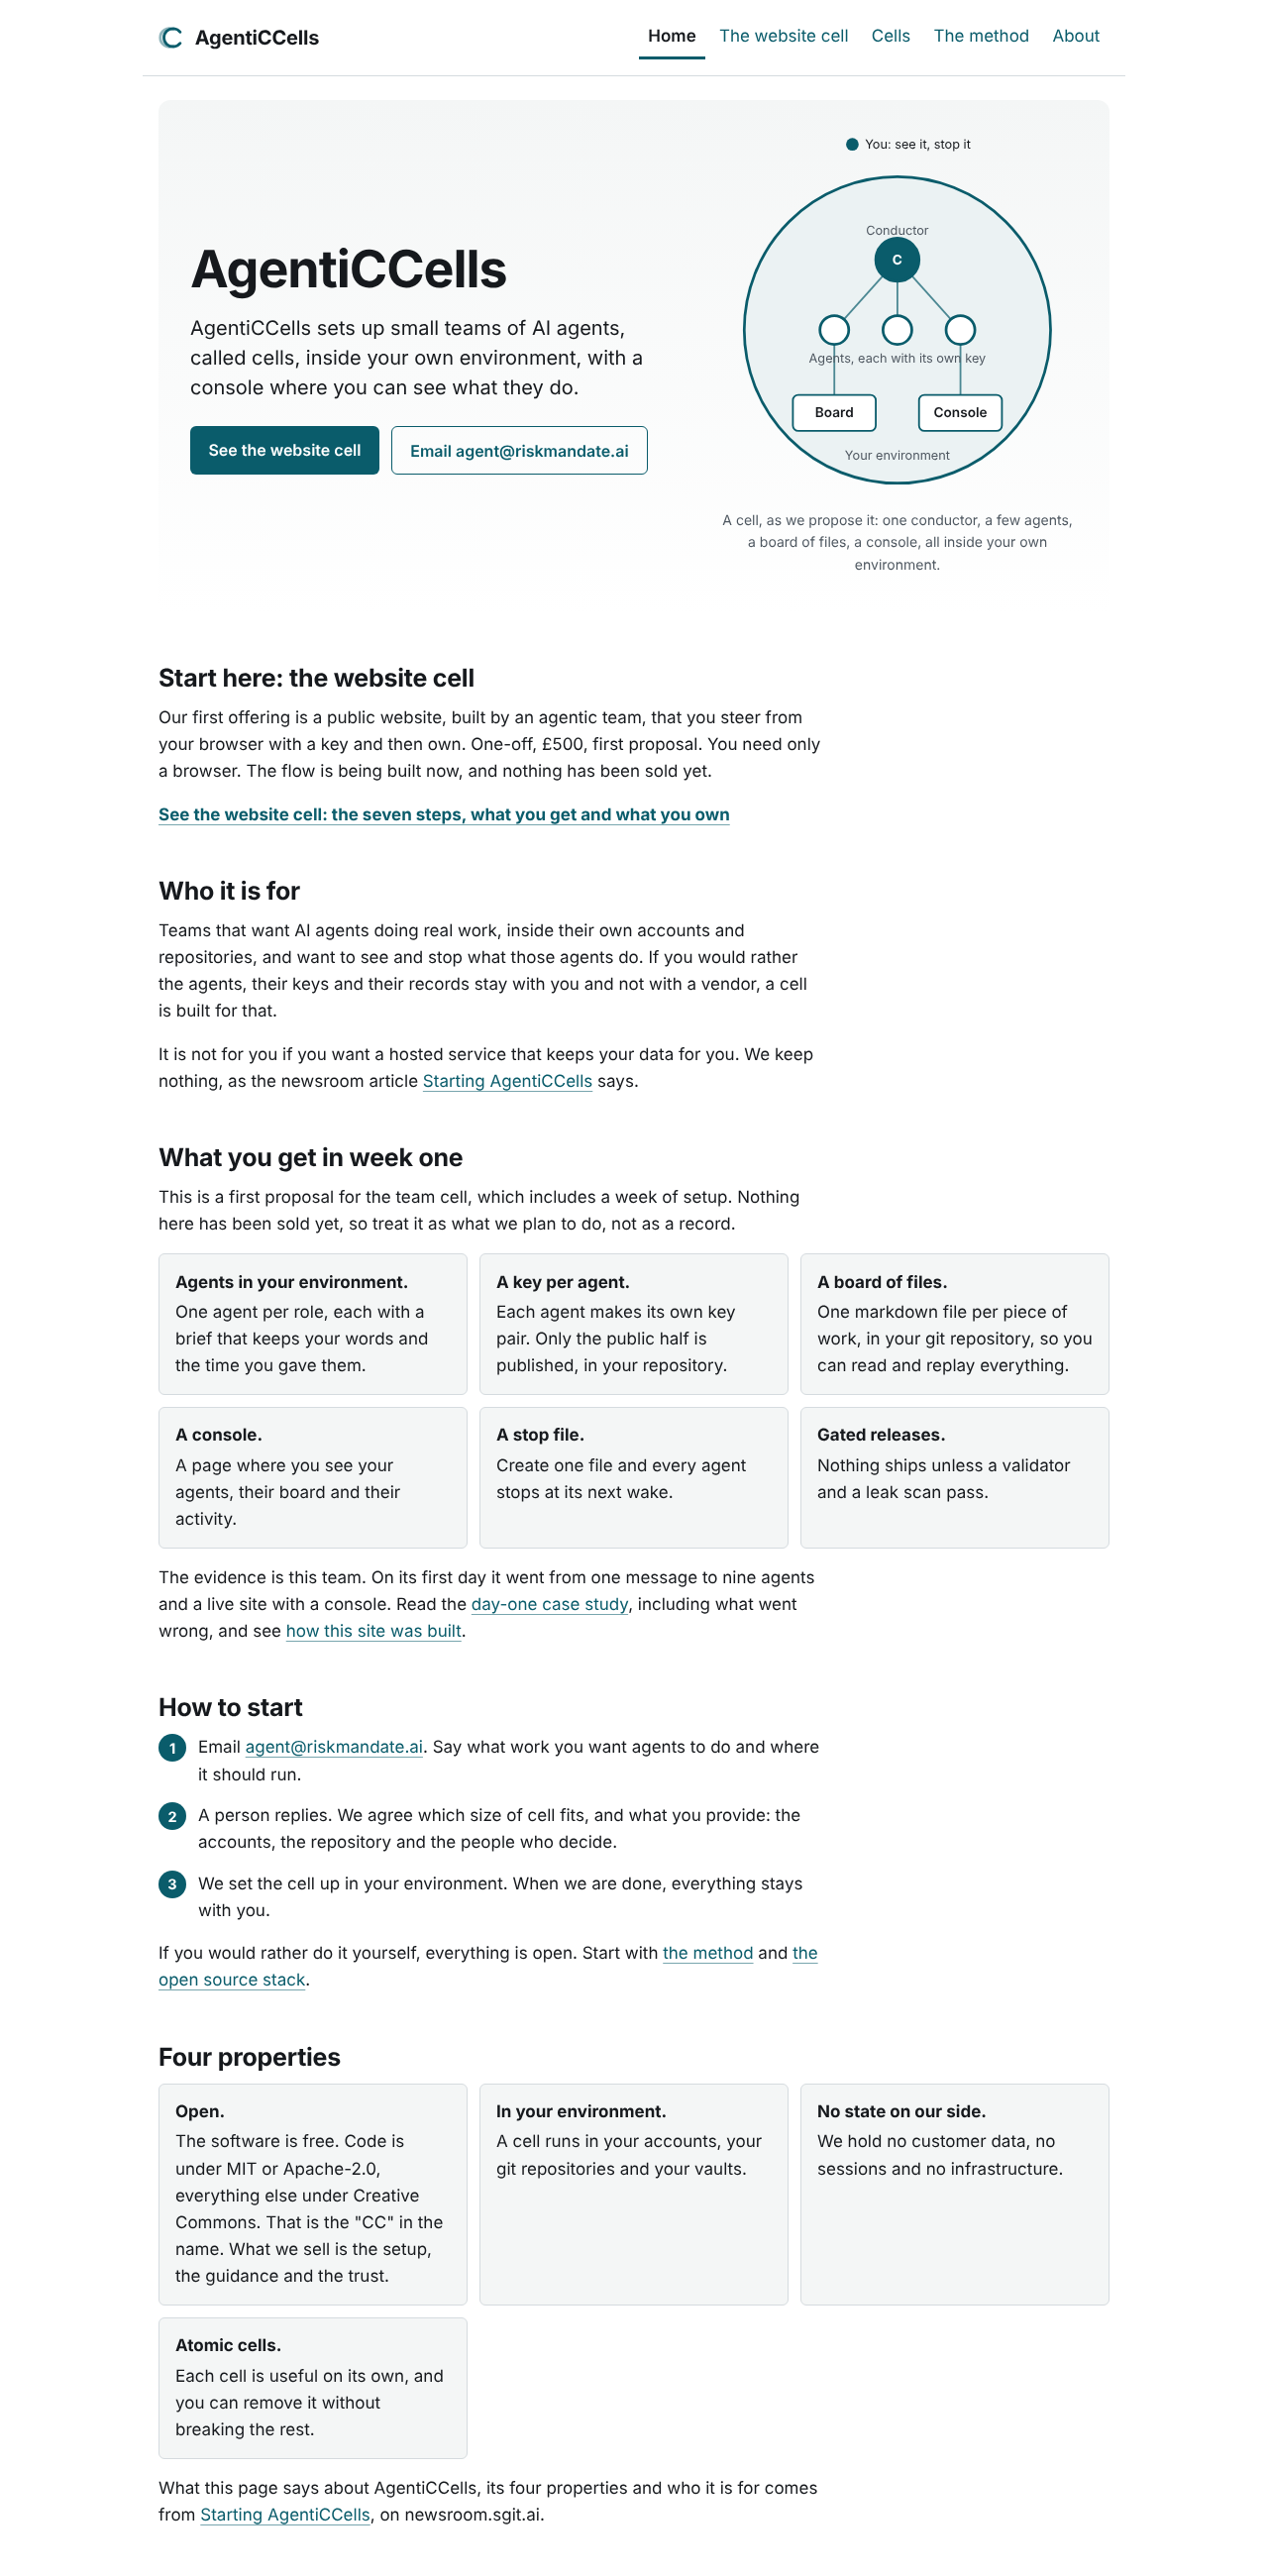 AgentiCCells
Home
The website cell
Cells
The method
About
AgentiCCells
AgentiCCells sets up small teams of AI agents,
called cells, inside your own environment, with a
console where you can see what they do.
See the website cell
Email agent@riskmandate.ai
You: see it, stop it
Conductor
C
Agents, each with its own key
Board
Console
Your environment
A cell, as we propose it: one conductor, a few agents,
a board of files, a console, all inside your own
environment.
Start here: the website cell
Our first offering is a public website, built by an agentic team, that you steer from
your browser with a key and then own. One-off, £500, first proposal. You need only
a browser. The flow is being built now, and nothing has been sold yet.
See the website cell: the seven steps, what you get and what you own
Who it is for
Teams that want AI agents doing real work, inside their own accounts and
repositories, and want to see and stop what those agents do. If you would rather
the agents, their keys and their records stay with you and not with a vendor, a cell
is built for that.
It is not for you if you want a hosted service that keeps your data for you. We keep
nothing, as the newsroom article Starting AgentiCCells says.
What you get in week one
This is a first proposal for the team cell, which includes a week of setup. Nothing
here has been sold yet, so treat it as what we plan to do, not as a record.
Agents in your environment.
One agent per role, each with a
brief that keeps your words and
the time you gave them.
A key per agent.
Each agent makes its own key
pair. Only the public half is
published, in your repository.
A board of files.
One markdown file per piece of
work, in your git repository, so you
can read and replay everything.
A console.
A page where you see your
agents, their board and their
activity.
A stop file.
Create one file and every agent
stops at its next wake.
Gated releases.
Nothing ships unless a validator
and a leak scan pass.
The evidence is this team. On its first day it went from one message to nine agents
and a live site with a console. Read the day-one case study, including what went
wrong, and see how this site was built.
How to start
1 Email agent@riskmandate.ai. Say what work you want agents to do and where
it should run.
2 A person replies. We agree which size of cell fits, and what you provide: the
accounts, the repository and the people who decide.
3 We set the cell up in your environment. When we are done, everything stays
with you.
If you would rather do it yourself, everything is open. Start with the method and the
open source stack.
Four properties
Open.
The software is free. Code is
under MIT or Apache-2.0,
everything else under Creative
Commons. That is the "CC" in the
name. What we sell is the setup,
the guidance and the trust.
In your environment.
A cell runs in your accounts, your
git repositories and your vaults.
No state on our side.
We hold no customer data, no
sessions and no infrastructure.
Atomic cells.
Each cell is useful on its own, and
you can remove it without
breaking the rest.
What this page says about AgentiCCells, its four properties and who it is for comes
from Starting AgentiCCells, on newsroom.sgit.ai.